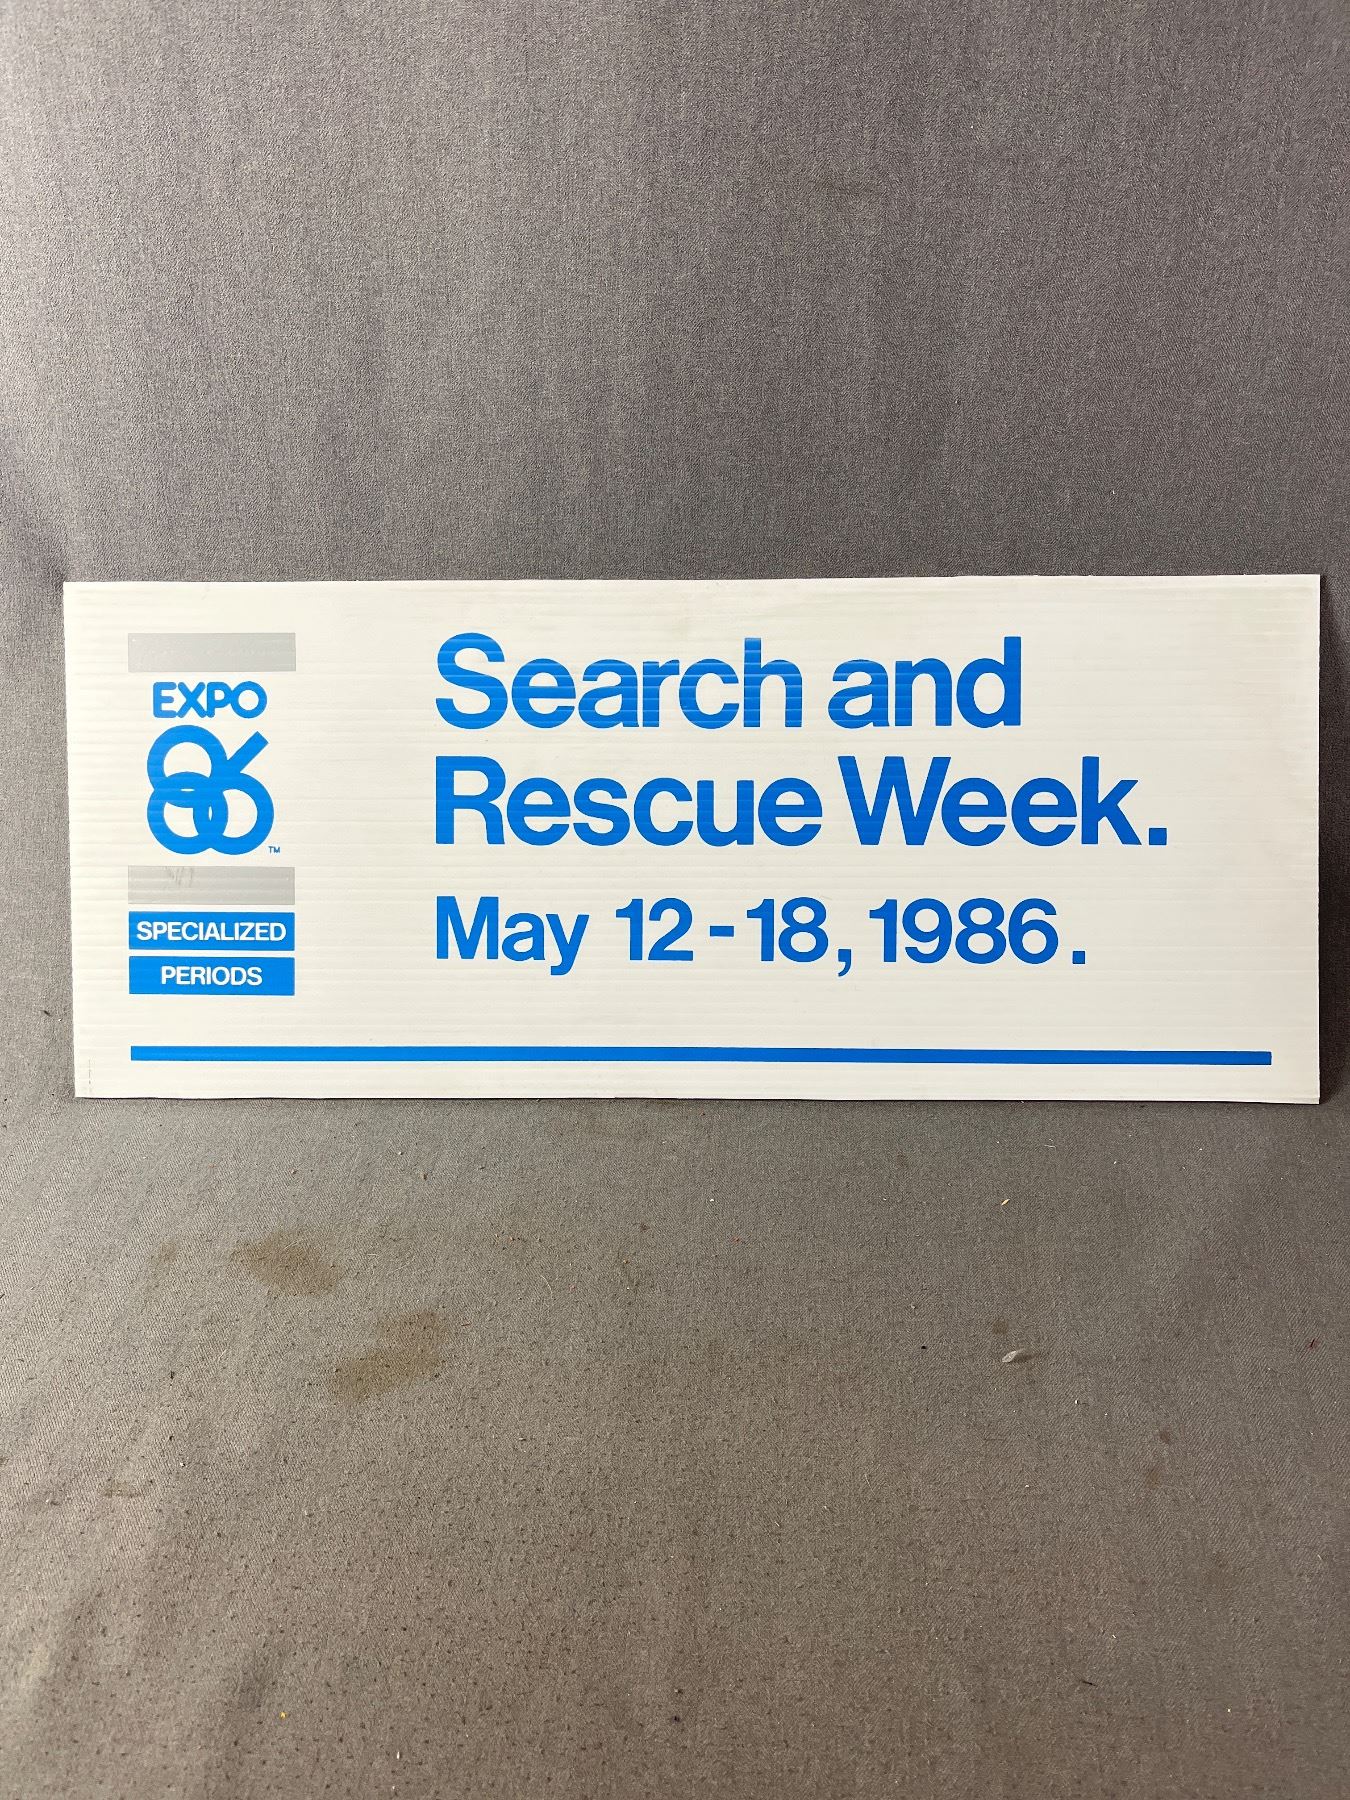 EXPO
86
TM
SPECIALIZED
PERIODS
Search and
Rescue Week.
May 12-18, 1986.